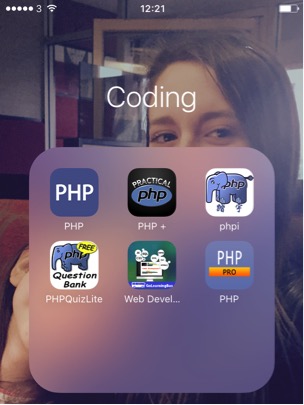 3 12:21
Coding
PHP
PRACTICAL
php
php
PHP
PRO
PHP PHP + phpi
php FREE
Question
Bank
PHPQuizLite Web Devel... PHP